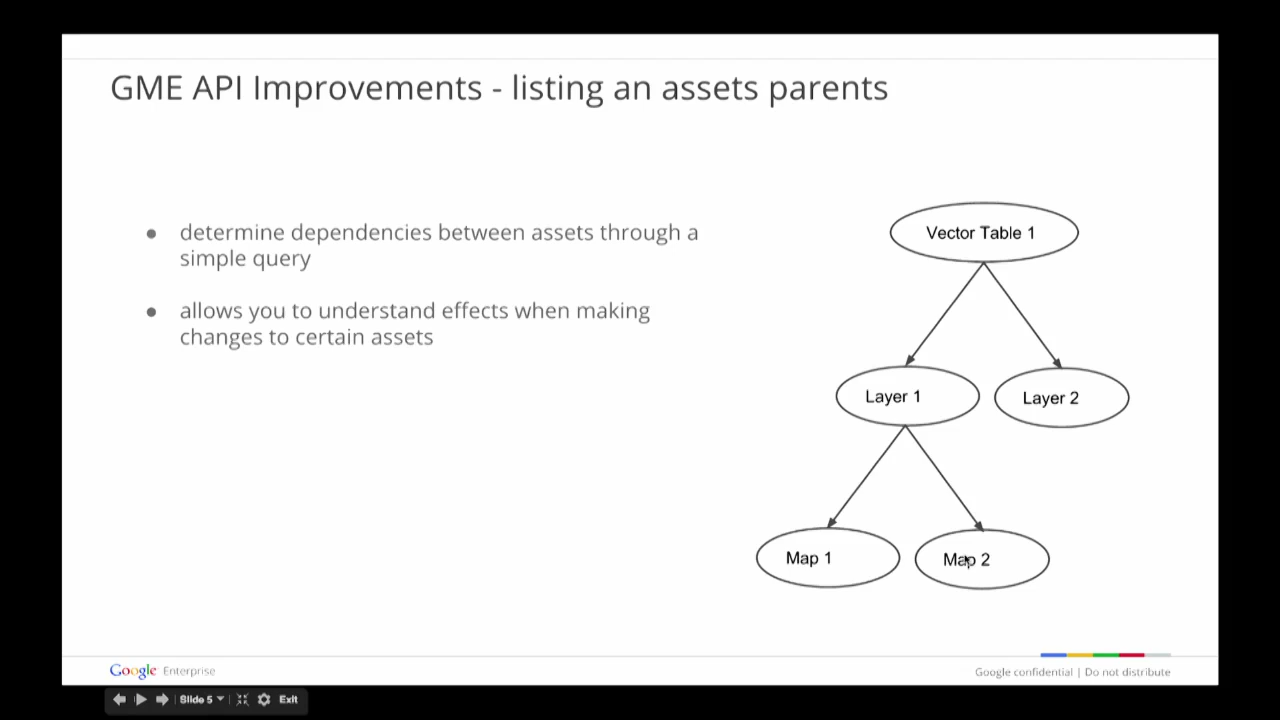 GME API Improvements - listing an assets parents
● determine dependencies between assets through a
simple query
● allows you to understand effects when making
changes to certain assets
Vector Table 1
Layer 1
Layer 2
Map 1
Map 2
Google Enterprise
Google confidential | Do not distribute
Slide 5
Exit